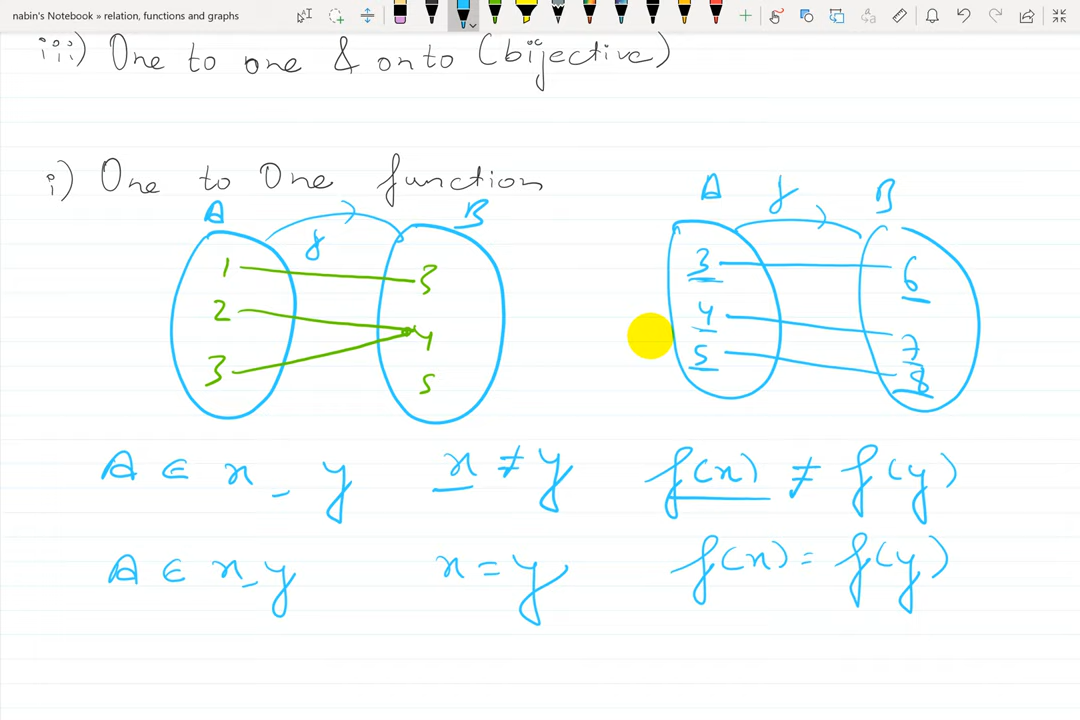 nabin's Notebook » relation, functions and graphs
iii) One to one & onto (bijective)
i) One to One function
A f B
1 3
2 4
3 5
A f B
3 6
4 7
5 8
A ∈ x - y x ≠ y f(x) ≠ f(y)
A ∈ x - y x = y f(x) = f(y)